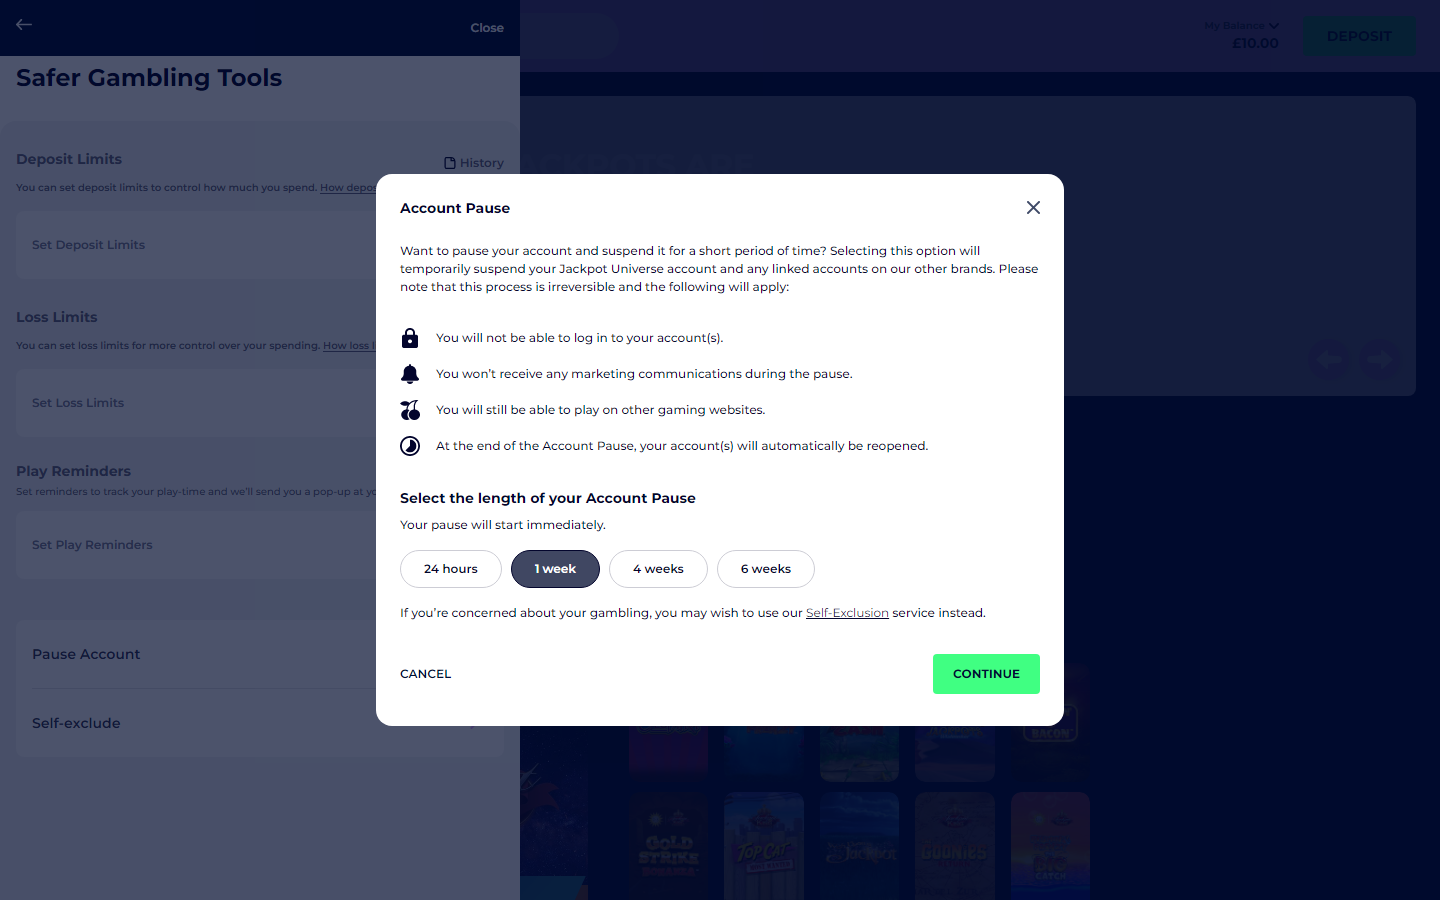 Close
My Balance
£10.00
DEPOSIT
Safer Gambling Tools
Deposit Limits
History
You can set deposit limits to control how much you spend. How depos
Set Deposit Limits
Loss Limits
You can set loss limits for more control over your spending. How loss l
Set Loss Limits
Play Reminders
Set reminders to track your play-time and we'll send you a pop-up at yo
Set Play Reminders
Pause Account
Self-exclude
Account Pause
Want to pause your account and suspend it for a short period of time? Selecting this option will
temporarily suspend your Jackpot Universe account and any linked accounts on our other brands. Please
note that this process is irreversible and the following will apply:
You will not be able to log in to your account(s).
You won't receive any marketing communications during the pause.
You will still be able to play on other gaming websites.
At the end of the Account Pause, your account(s) will automatically be reopened.
Select the length of your Account Pause
Your pause will start immediately.
24 hours
1 week
4 weeks
6 weeks
If you're concerned about your gambling, you may wish to use our Self-Exclusion service instead.
CANCEL
CONTINUE
BACON
GOLD
STRIKE
TOP CAT
GOONIES
BIG
CATCH